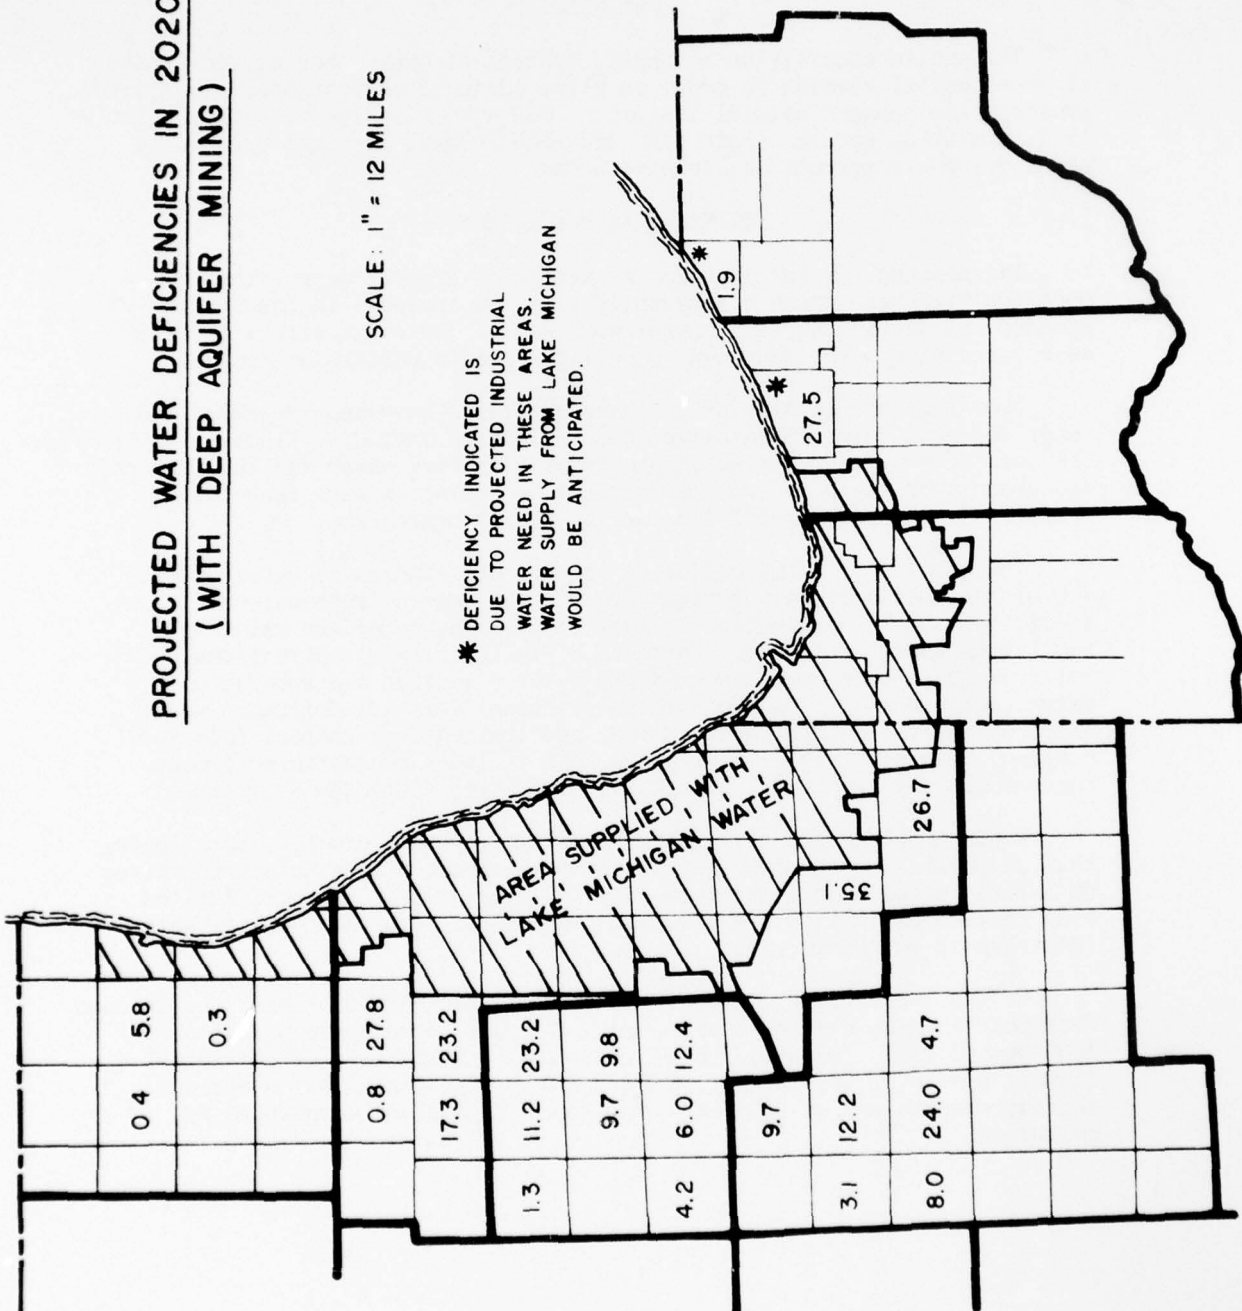 PROJECTED WATER DEFICIENCIES IN 2020
(WITH DEEP AQUIFER MINING)
SCALE: 1" = 12 MILES
* DEFICIENCY INDICATED IS
DUE TO PROJECTED INDUSTRIAL
WATER NEED IN THESE AREAS.
WATER SUPPLY FROM LAKE MICHIGAN
WOULD BE ANTICIPATED.
AREA SUPPLIED WITH
LAKE MICHIGAN WATER
0.4
5.8
0.3
0.8
27.8
17.3
23.2
1.3
11.2
23.2
9.7
9.8
4.2
6.0
12.4
9.7
3.1
12.2
8.0
24.0
4.7
35.1
26.7
* 27.5
* 1.9